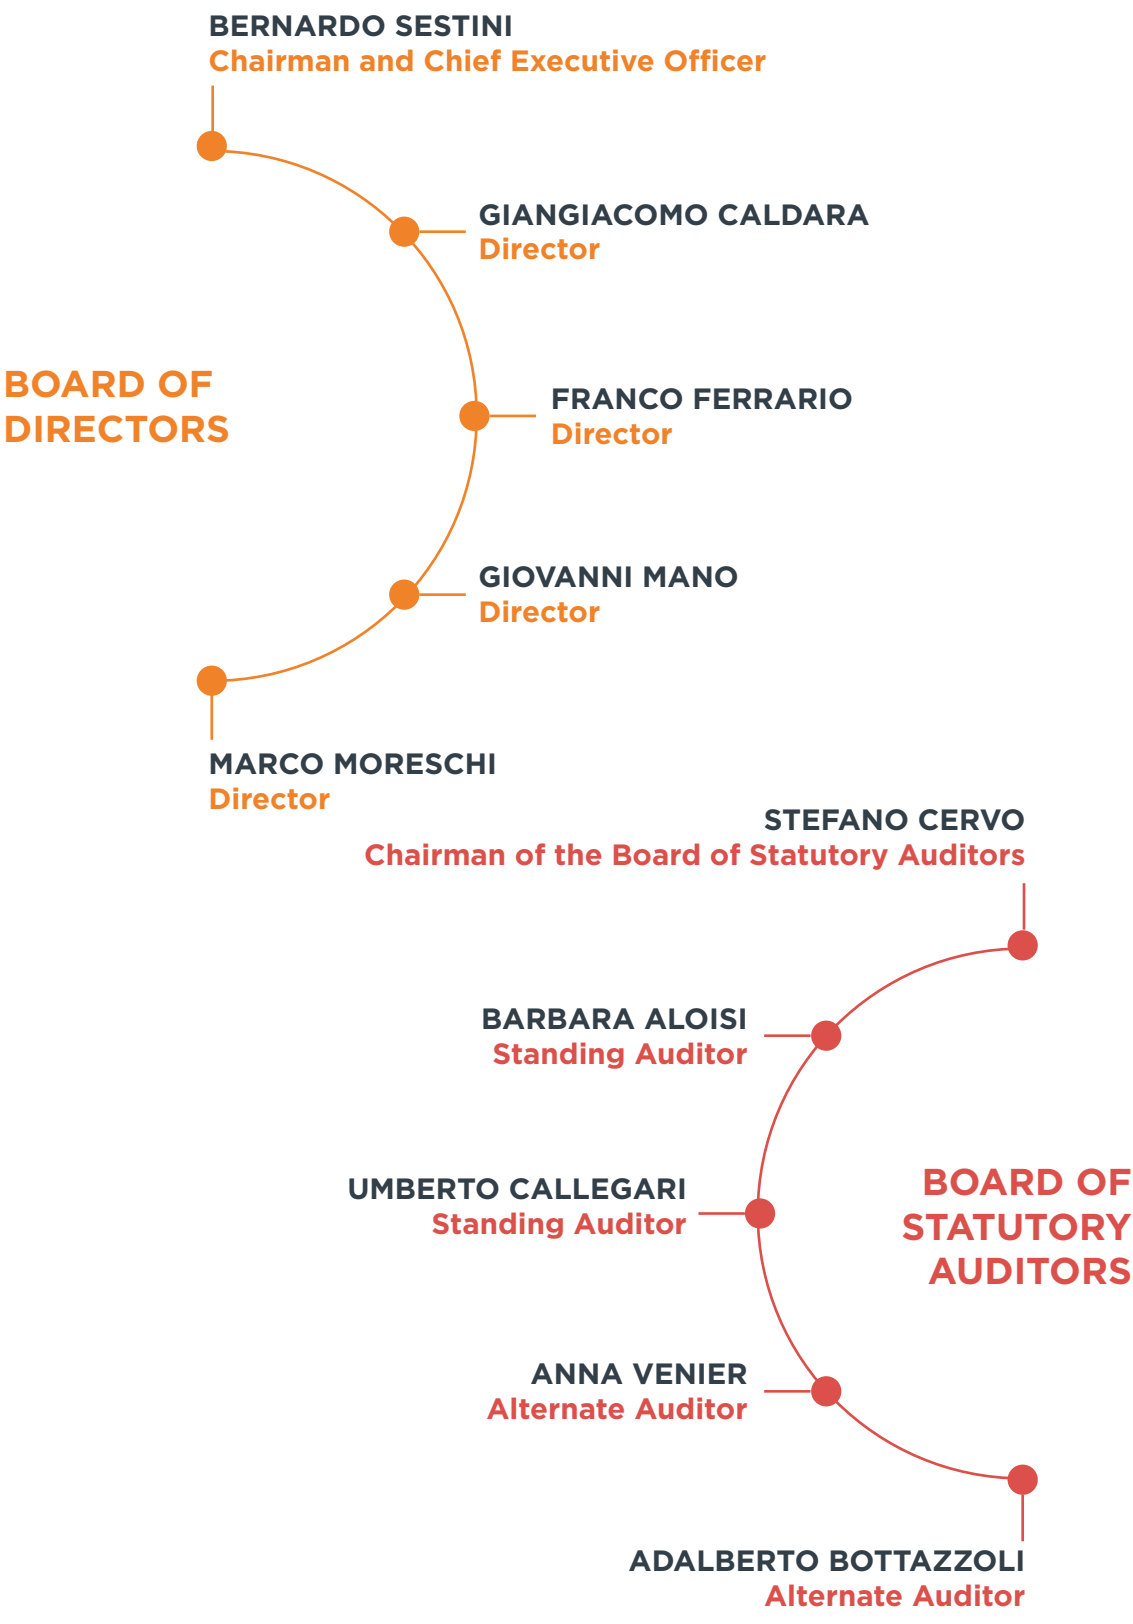 BERNARDO SESTINI
Chairman and Chief Executive Officer
GIANGIACOMO CALDARA
Director
BOARD OF
DIRECTORS
FRANCO FERRARIO
Director
GIOVANNI MANO
Director
MARCO MORESCHI
Director
STEFANO CERVO
Chairman of the Board of Statutory Auditors
BARBARA ALOISI
Standing Auditor
UMBERTO CALLEGARI
Standing Auditor
BOARD OF
STATUTORY
AUDITORS
ANNA VENIER
Alternate Auditor
ADALBERTO BOTTAZZOLI
Alternate Auditor